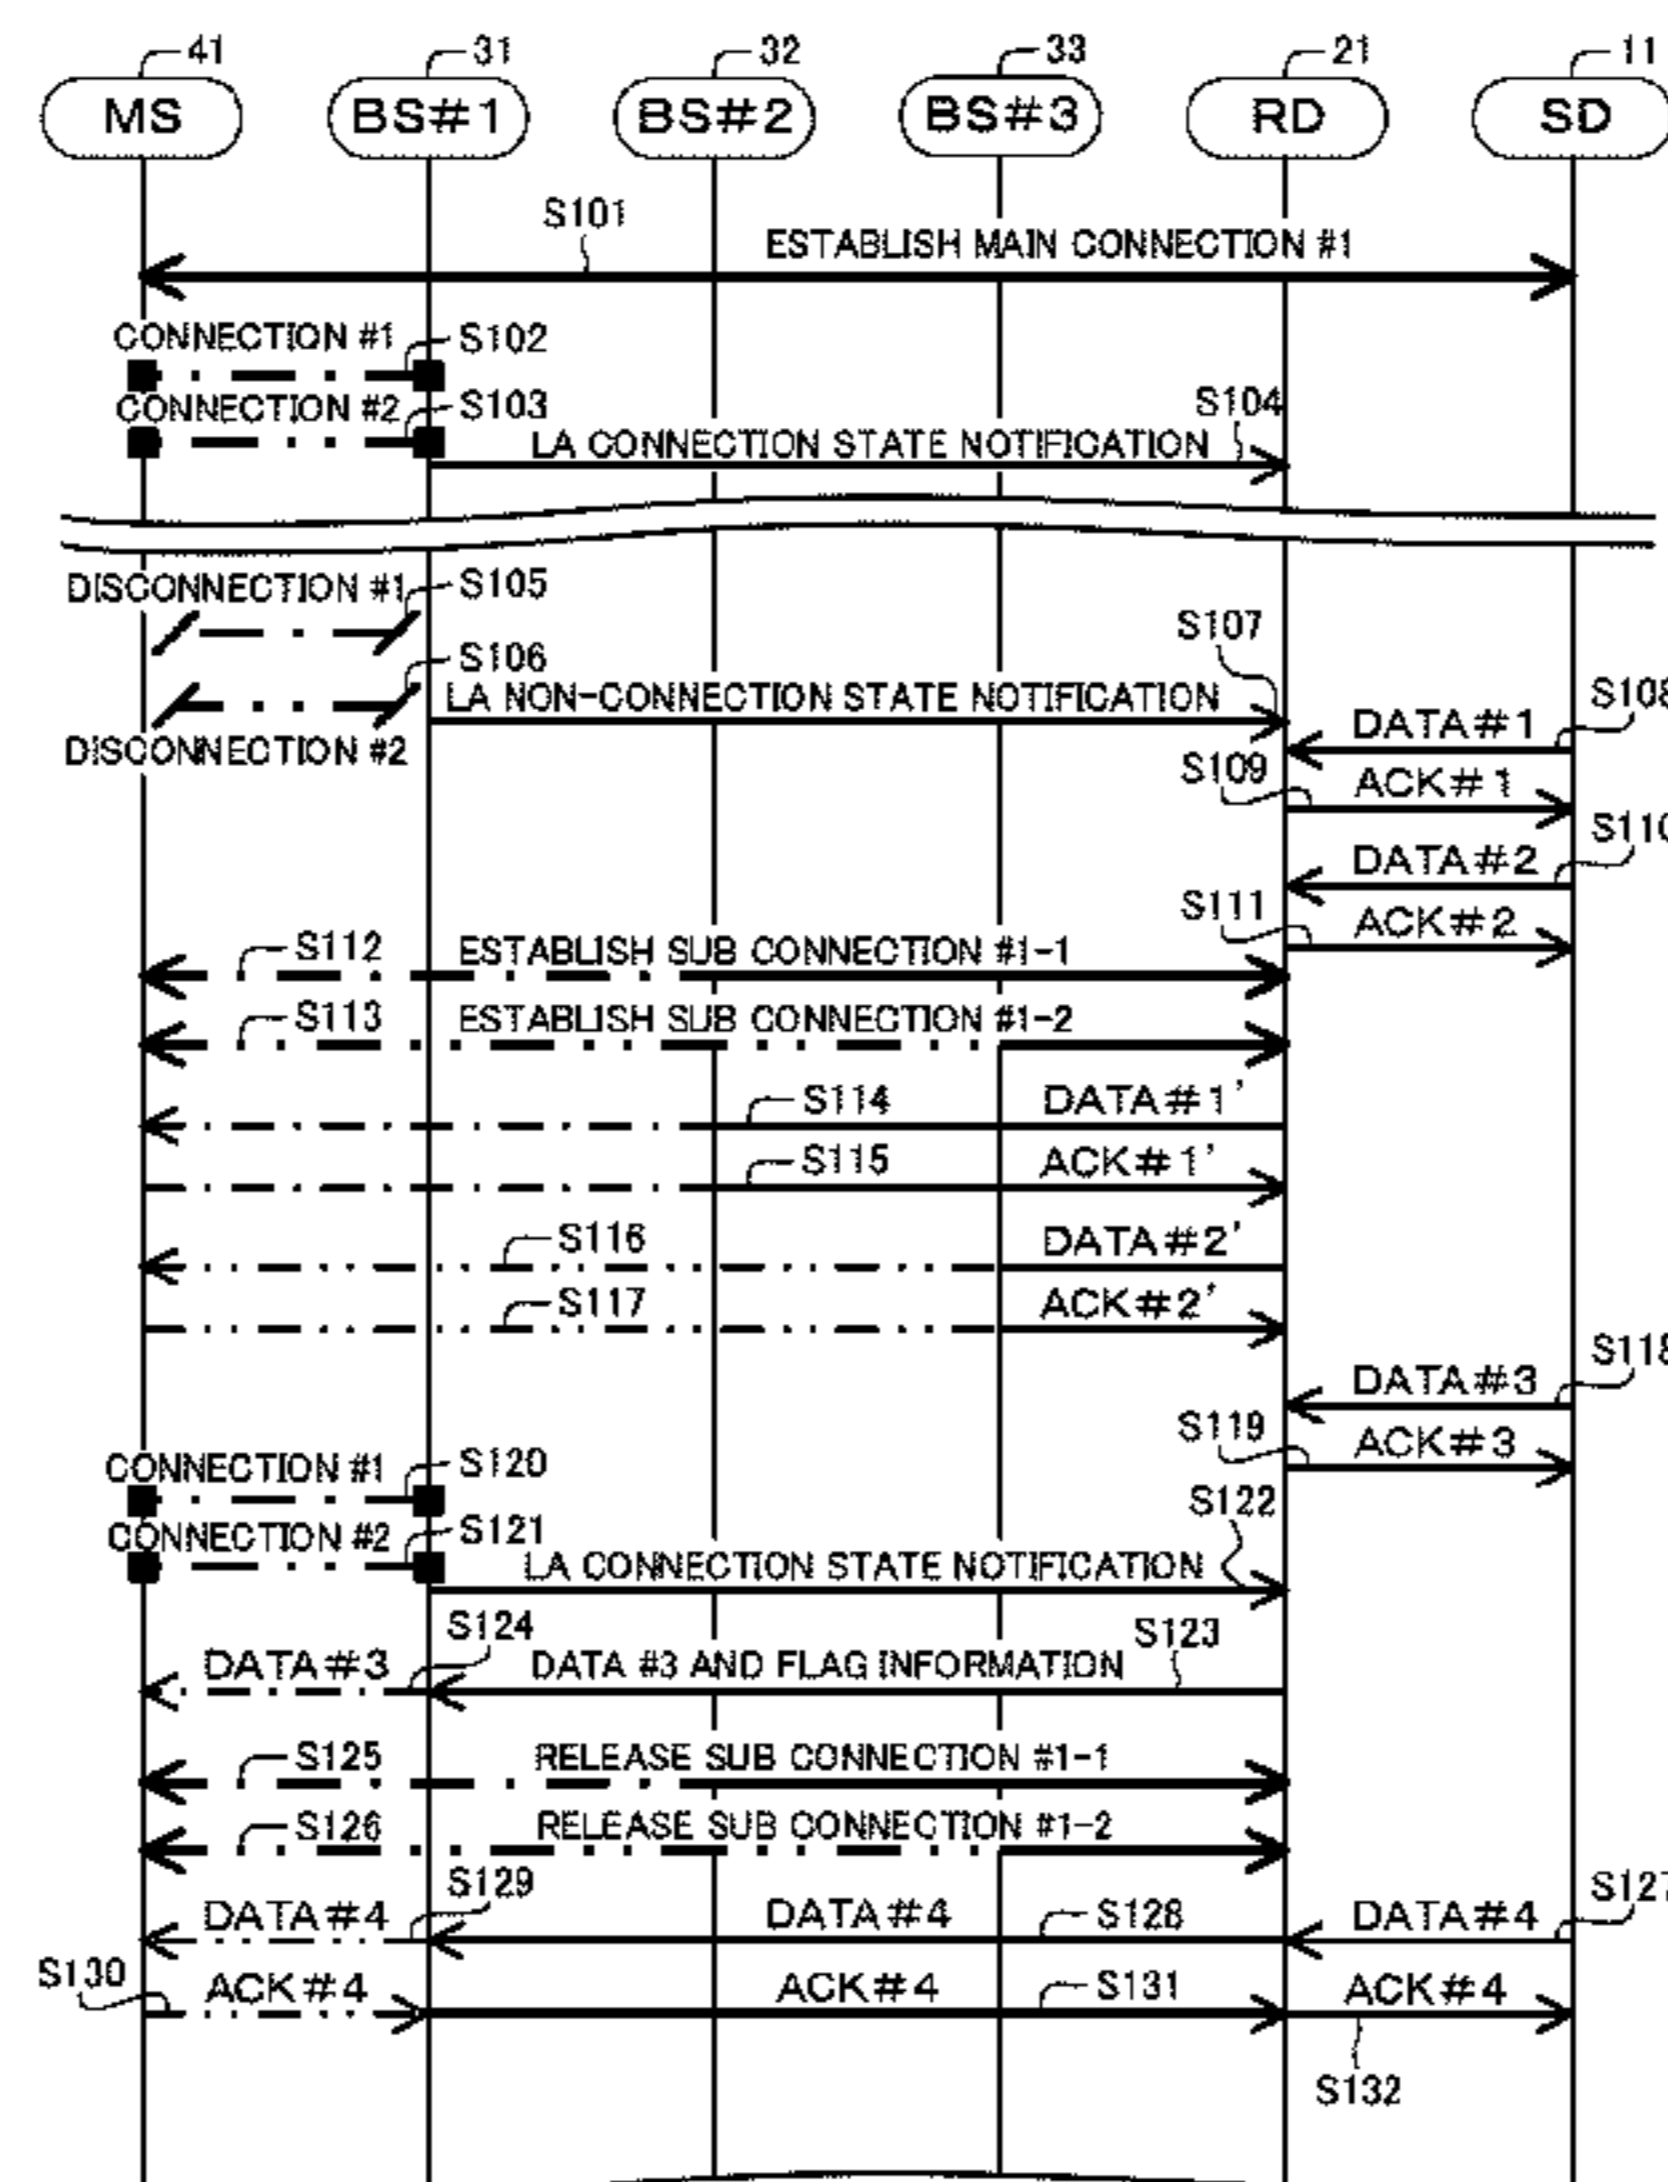 41 31 32 33 21 11
MS BS#1 BS#2 BS#3 RD SD
S101
ESTABLISH MAIN CONNECTION #1
CONNECTION #1 S102
CONNECTION #2 S103
S104
LA CONNECTION STATE NOTIFICATION
DISCONNECTION #1 S105
S107
S106
LA NON-CONNECTION STATE NOTIFICATION
S108
DATA#1
DISCONNECTION #2
S109
ACK#1
S110
DATA#2
S111
ACK#2
S112 ESTABLISH SUB CONNECTION #1-1
S113 ESTABLISH SUB CONNECTION #1-2
S114 DATA#1'
S115 ACK#1'
S116 DATA#2'
S117 ACK#2'
S118
DATA#3
S119
ACK#3
CONNECTION #1 S120
S122
CONNECTION #2 S121
LA CONNECTION STATE NOTIFICATION
S124 S123
DATA#3 DATA #3 AND FLAG INFORMATION
S125 RELEASE SUB CONNECTION #1-1
S126 RELEASE SUB CONNECTION #1-2
S129 S127
DATA#4 DATA#4 S128 DATA#4
S130 ACK#4 ACK#4 S131 ACK#4
S132